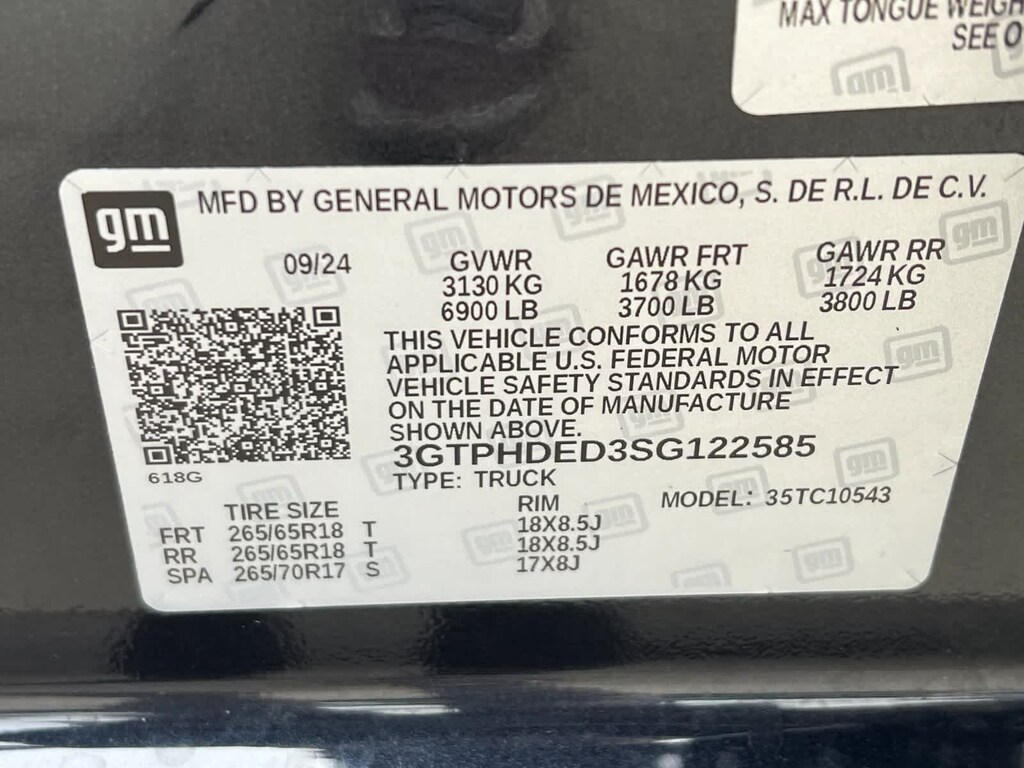 MAX TONGUE WEIGH
SEE O
gm
MFD BY GENERAL MOTORS DE MEXICO, S. DE R.L. DE C.V.
09/24
GVWR
3130 KG
6900 LB
GAWR FRT
1678 KG
3700 LB
GAWR RR
1724 KG
3800 LB
THIS VEHICLE CONFORMS TO ALL
APPLICABLE U.S. FEDERAL MOTOR
VEHICLE SAFETY STANDARDS IN EFFECT
ON THE DATE OF MANUFACTURE
SHOWN ABOVE.
3GTPHDED3SG122585
TYPE: TRUCK
618G
MODEL: 35TC10543
TIRE SIZE RIM
FRT 265/65R18 T 18X8.5J
RR 265/65R18 T 18X8.5J
SPA 265/70R17 S 17X8J